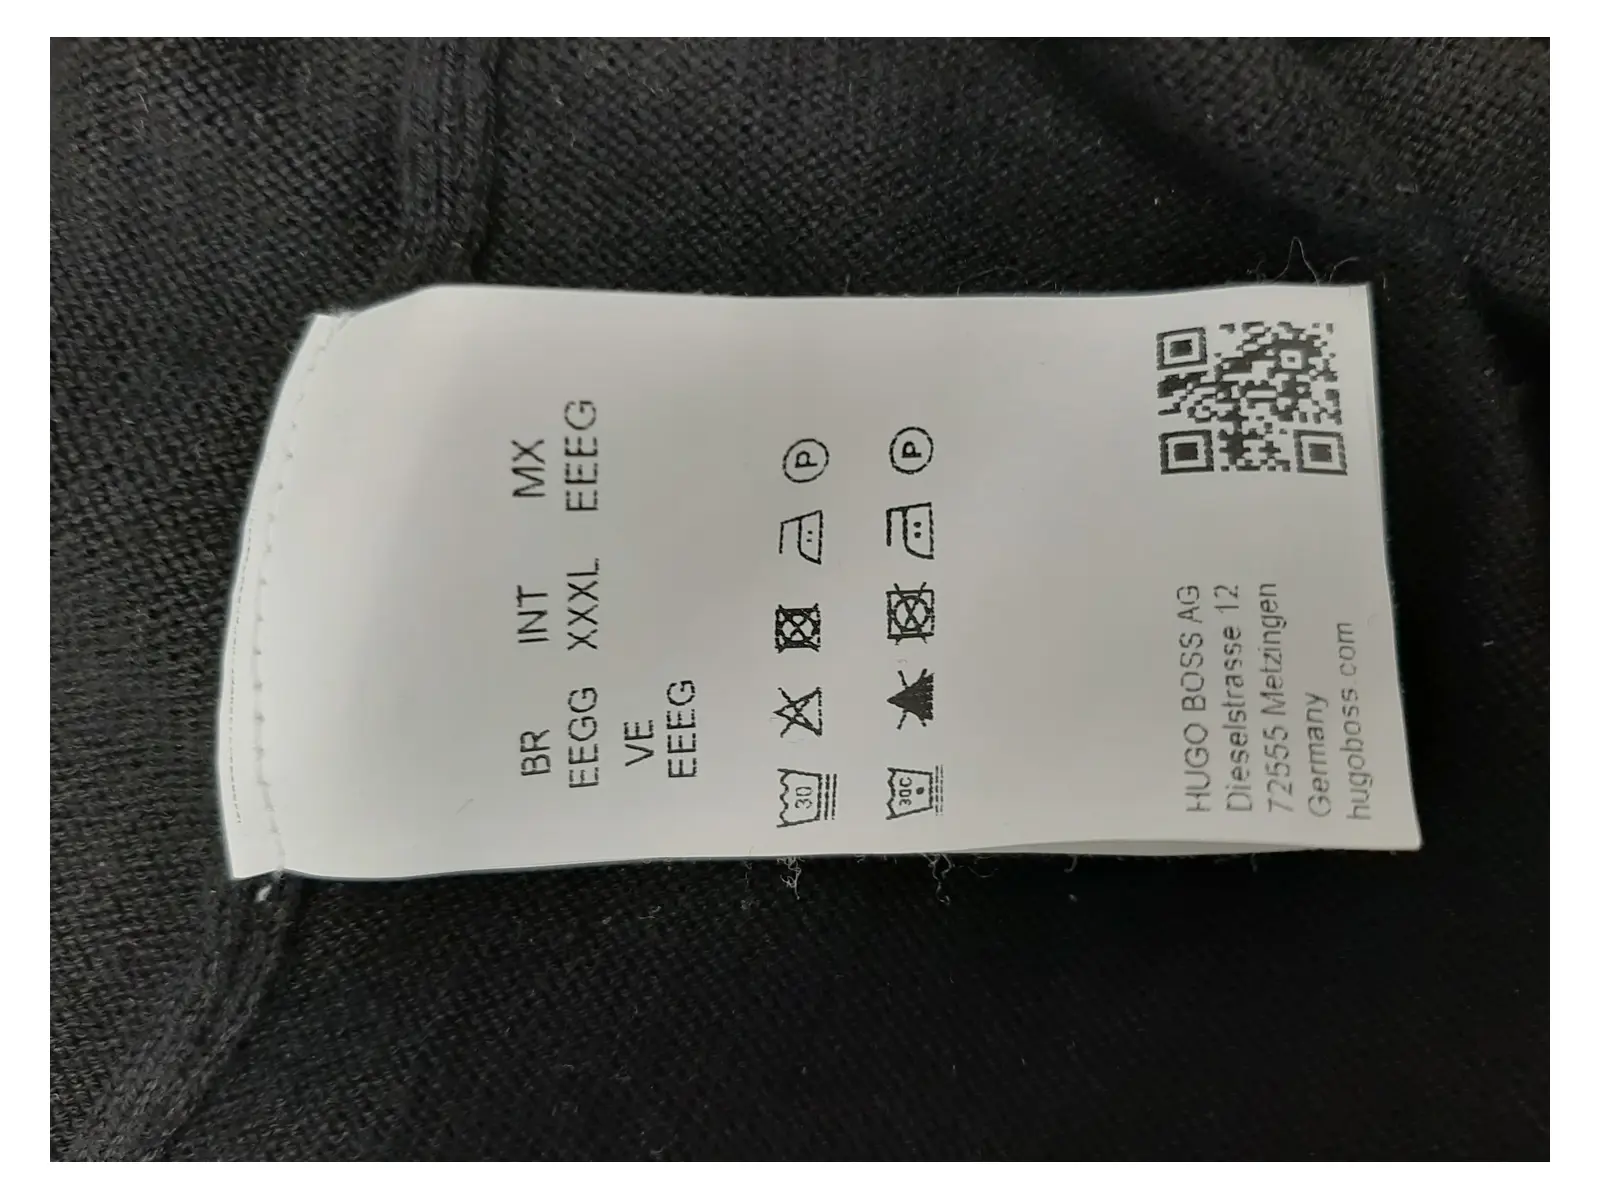 BR INT MX
EEGG XXXL EEEG
VE
EEEG
30 P
30C P
HUGO BOSS AG
Dieselstrasse 12
72555 Metzingen
Germany
hugoboss.com